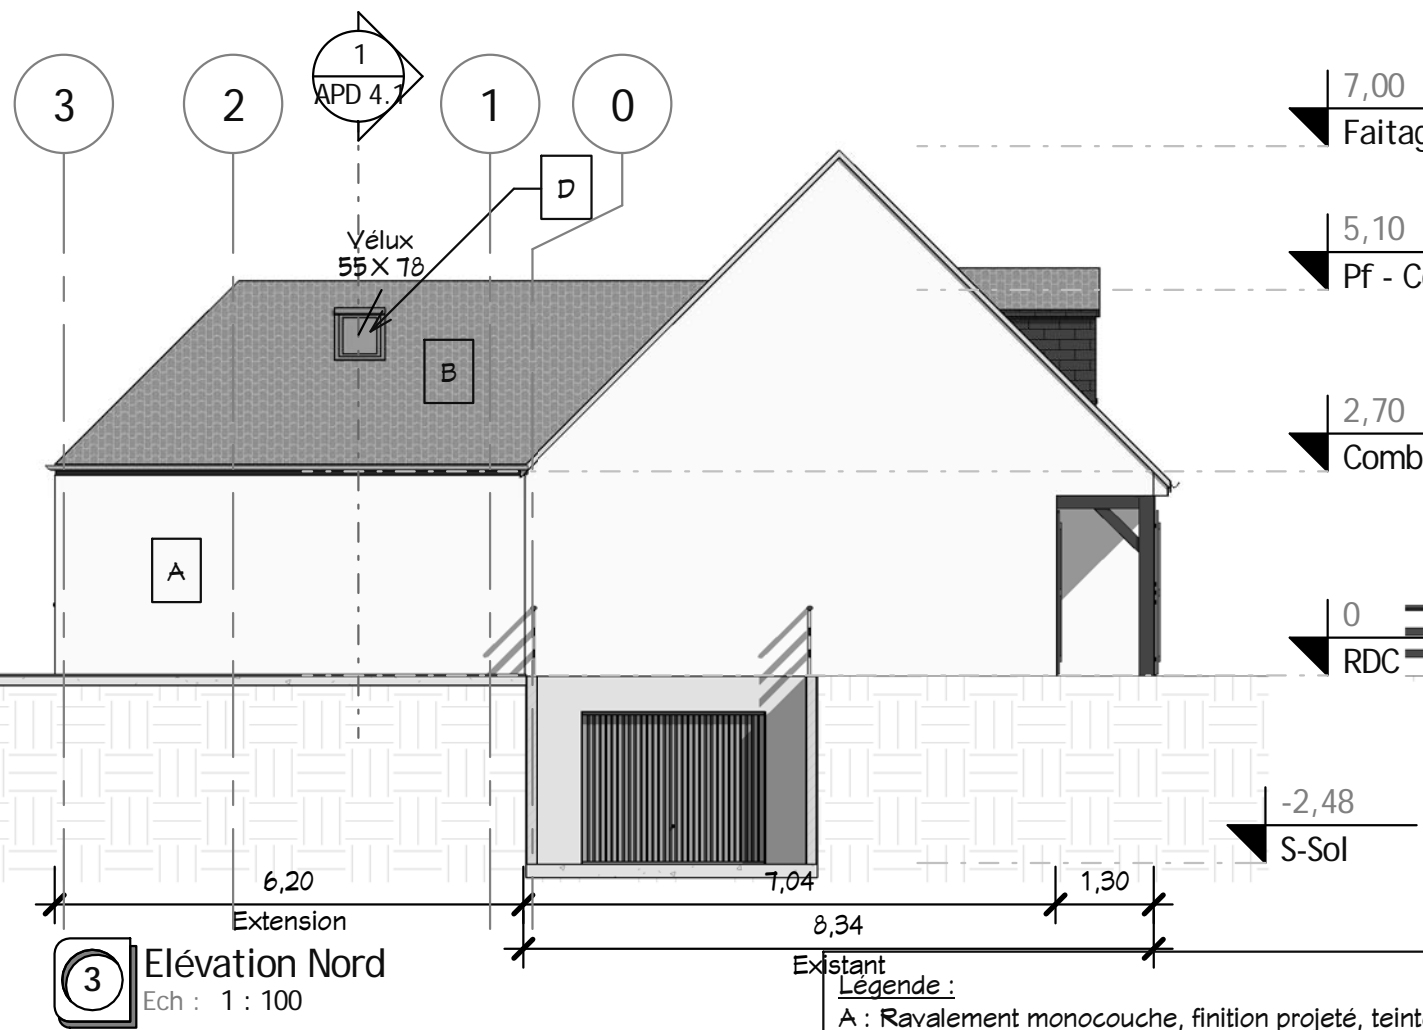 3
2
1
APD 4.1
1
0
7,00
Faitag
D
Vélux
55 X 78
5,10
Pf - C
B
2,70
Comb
A
0
RDC
-2,48
S-Sol
6,20
7,04
1,30
Extension
8,34
Existant
3
Elévation Nord
Ech : 1 : 100
Légende :
A : Ravalement monocouche, finition projeté, teint